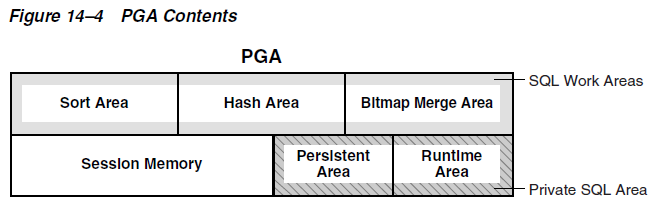 Figure 14–4 PGA Contents
PGA
SQL Work Areas
Sort Area
Hash Area
Bitmap Merge Area
Session Memory
Persistent
Area
Runtime
Area
Private SQL Area